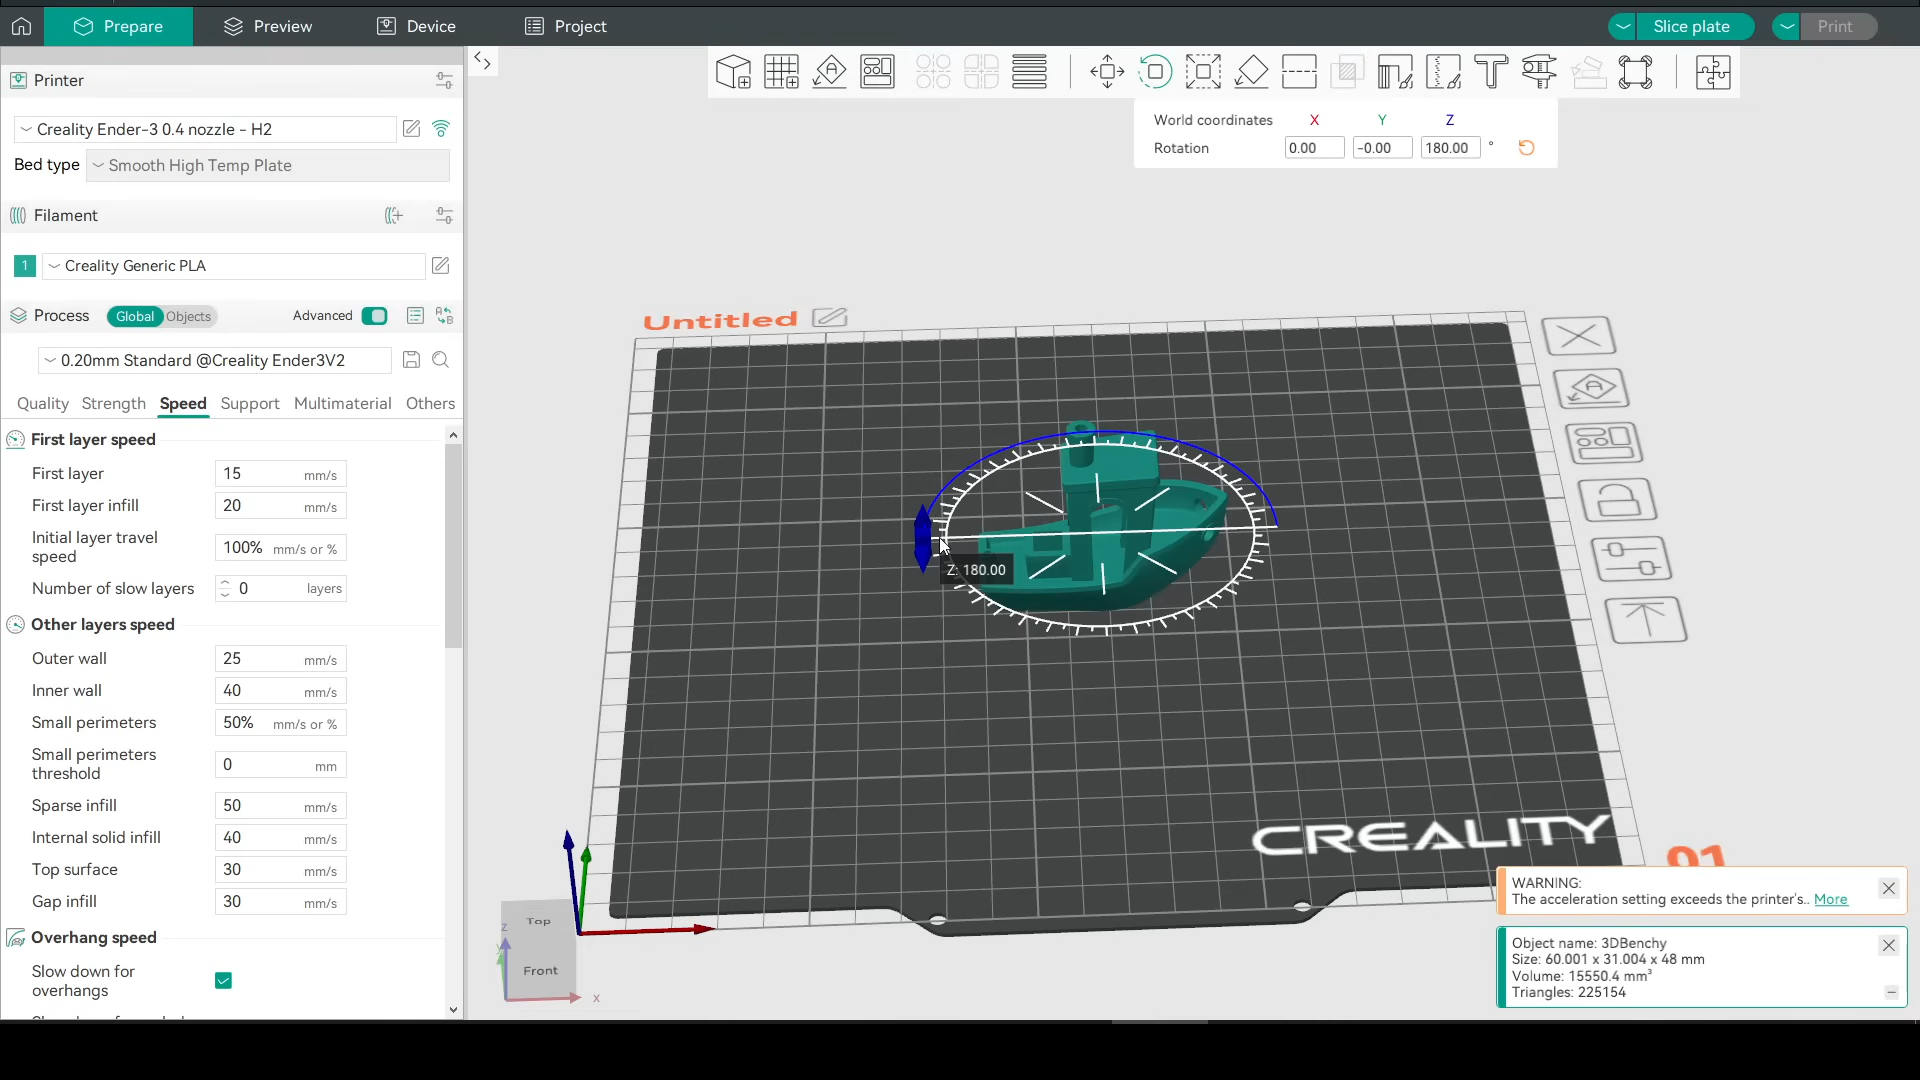 Prepare
Preview
Device
Project
Slice plate
Print
Printer
Creality Ender-3 0.4 nozzle - H2
Bed type
Smooth High Temp Plate
Filament
1
Creality Generic PLA
Process
Global
Objects
Advanced
0.20mm Standard @Creality Ender3V2
Quality
Strength
Speed
Support
Multimaterial
Others
First layer speed
First layer
15 mm/s
First layer infill
20 mm/s
Initial layer travel
speed
100% mm/s or %
Number of slow layers
0 layers
Other layers speed
Outer wall
25 mm/s
Inner wall
40 mm/s
Small perimeters
50% mm/s or %
Small perimeters
threshold
0 mm
Sparse infill
50 mm/s
Internal solid infill
40 mm/s
Top surface
30 mm/s
Gap infill
30 mm/s
Overhang speed
Slow down for
overhangs
World coordinates
X
Y
Z
Rotation
0.00
-0.00
180.00 °
Untitled
Z: 180.00
CREALITY
01
Top
Front
z
y
x
WARNING:
The acceleration setting exceeds the printer's.. More
Object name: 3DBenchy
Size: 60.001 x 31.004 x 48 mm
Volume: 15550.4 mm³
Triangles: 225154